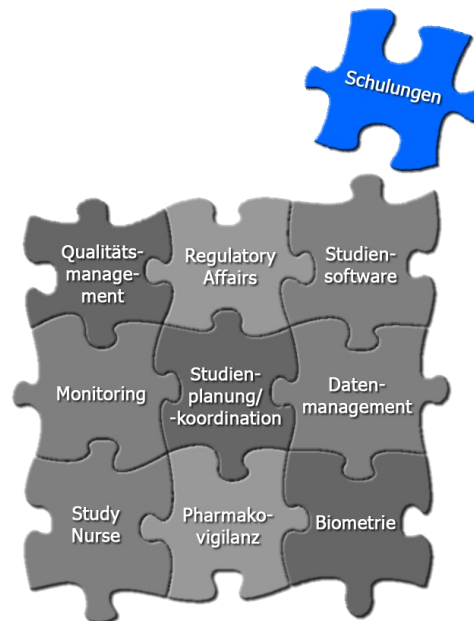 Schulungen
Qualitäts-
manage-
ment
Regulatory
Affairs
Studien-
software
Monitoring
Studien-
planung/
-koordination
Daten-
management
Study
Nurse
Pharmako-
vigilanz
Biometrie